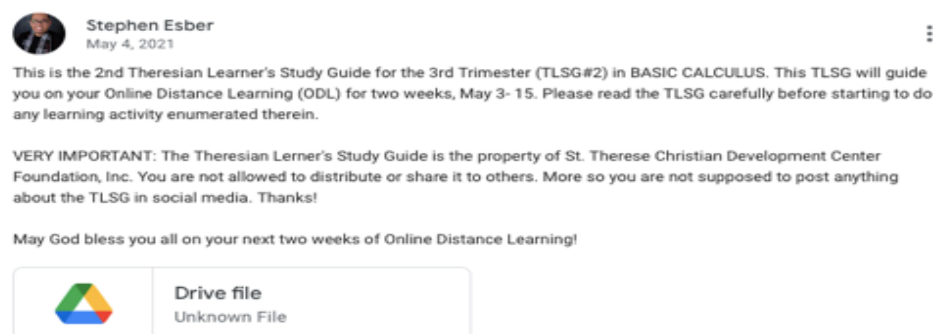 Stephen Esber
May 4, 2021
This is the 2nd Theresian Learner's Study Guide for the 3rd Trimester (TLSG#2) in BASIC CALCULUS. This TLSG will guide
you on your Online Distance Learning (ODL) for two weeks, May 3- 15. Please read the TLSG carefully before starting to do
any learning activity enumerated therein.
VERY IMPORTANT: The Theresian Lerner's Study Guide is the property of St. Therese Christian Development Center
Foundation, Inc. You are not allowed to distribute or share it to others. More so you are not supposed to post anything
about the TLSG in social media. Thanks!
May God bless you all on your next two weeks of Online Distance Learning!
Drive file
Unknown File